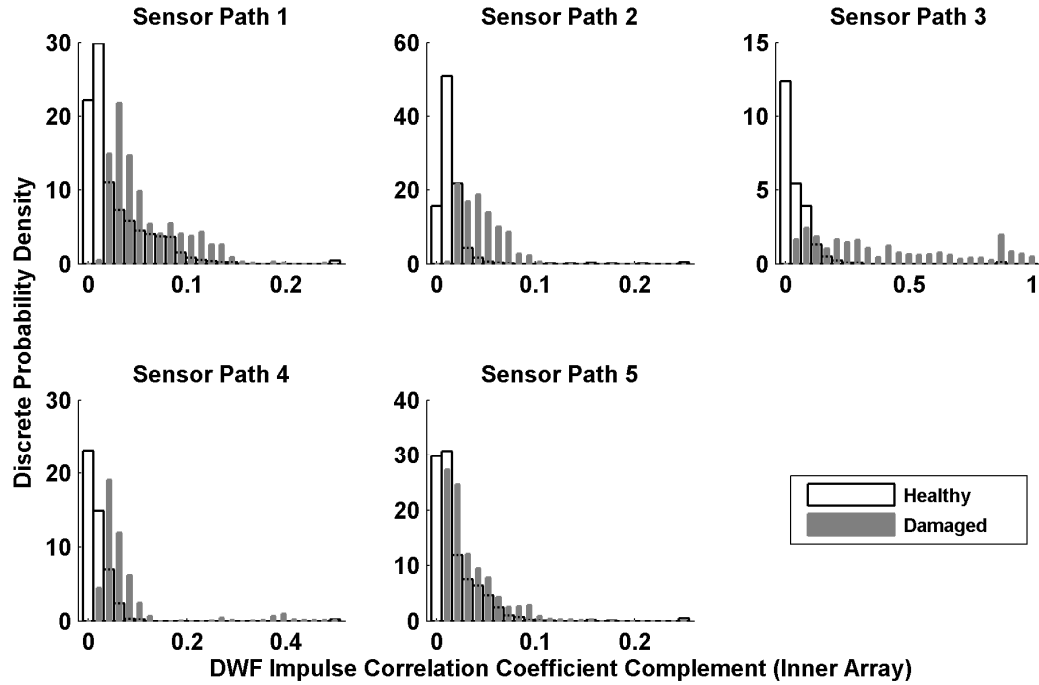 Sensor Path 1
30
20
10
0
0 0.1 0.2
Sensor Path 2
60
40
20
0
0 0.1 0.2
Sensor Path 3
15
10
5
0
0 0.5 1
Discrete Probability Density
Sensor Path 4
30
20
10
0
0 0.2 0.4
Sensor Path 5
40
30
20
10
0
0 0.1 0.2
Healthy
Damaged
DWF Impulse Correlation Coefficient Complement (Inner Array)